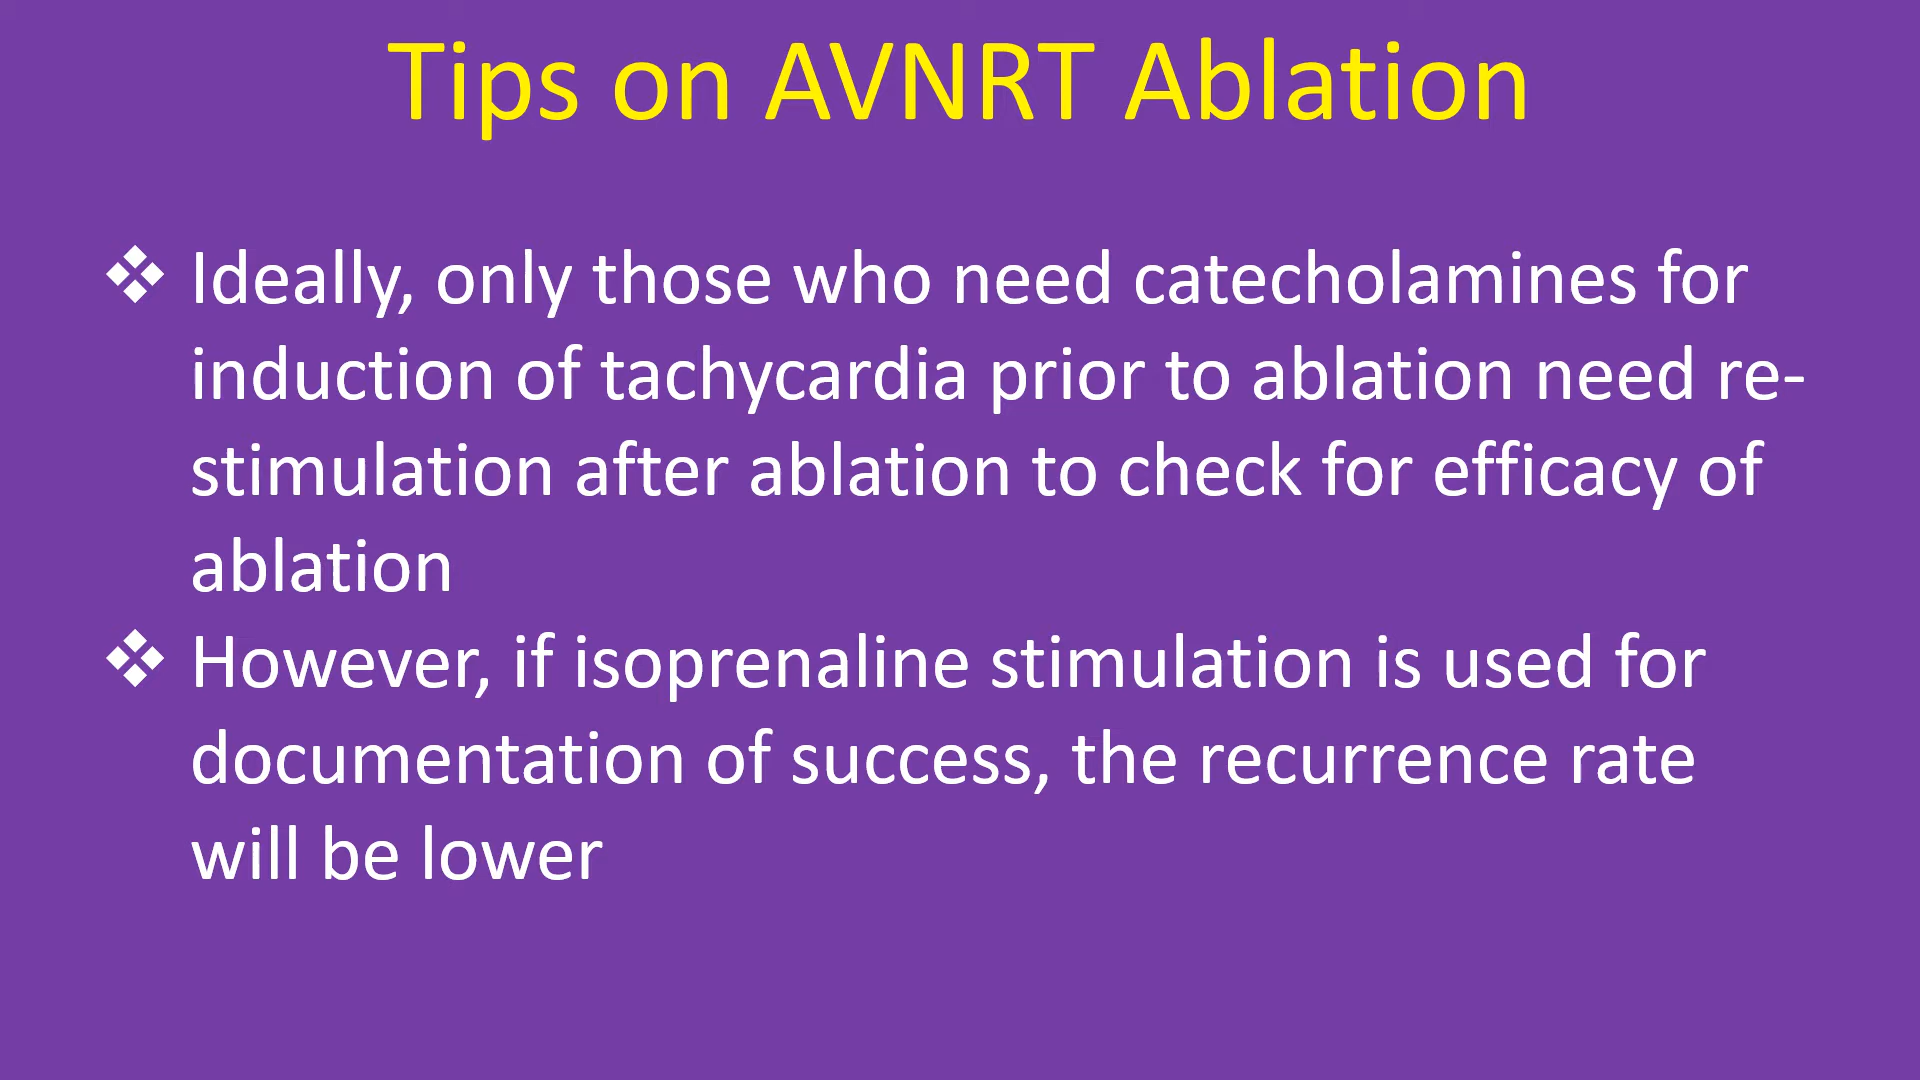 Tips on AVNRT Ablation
❖ Ideally, only those who need catecholamines for
induction of tachycardia prior to ablation need re-
stimulation after ablation to check for efficacy of
ablation
❖ However, if isoprenaline stimulation is used for
documentation of success, the recurrence rate
will be lower